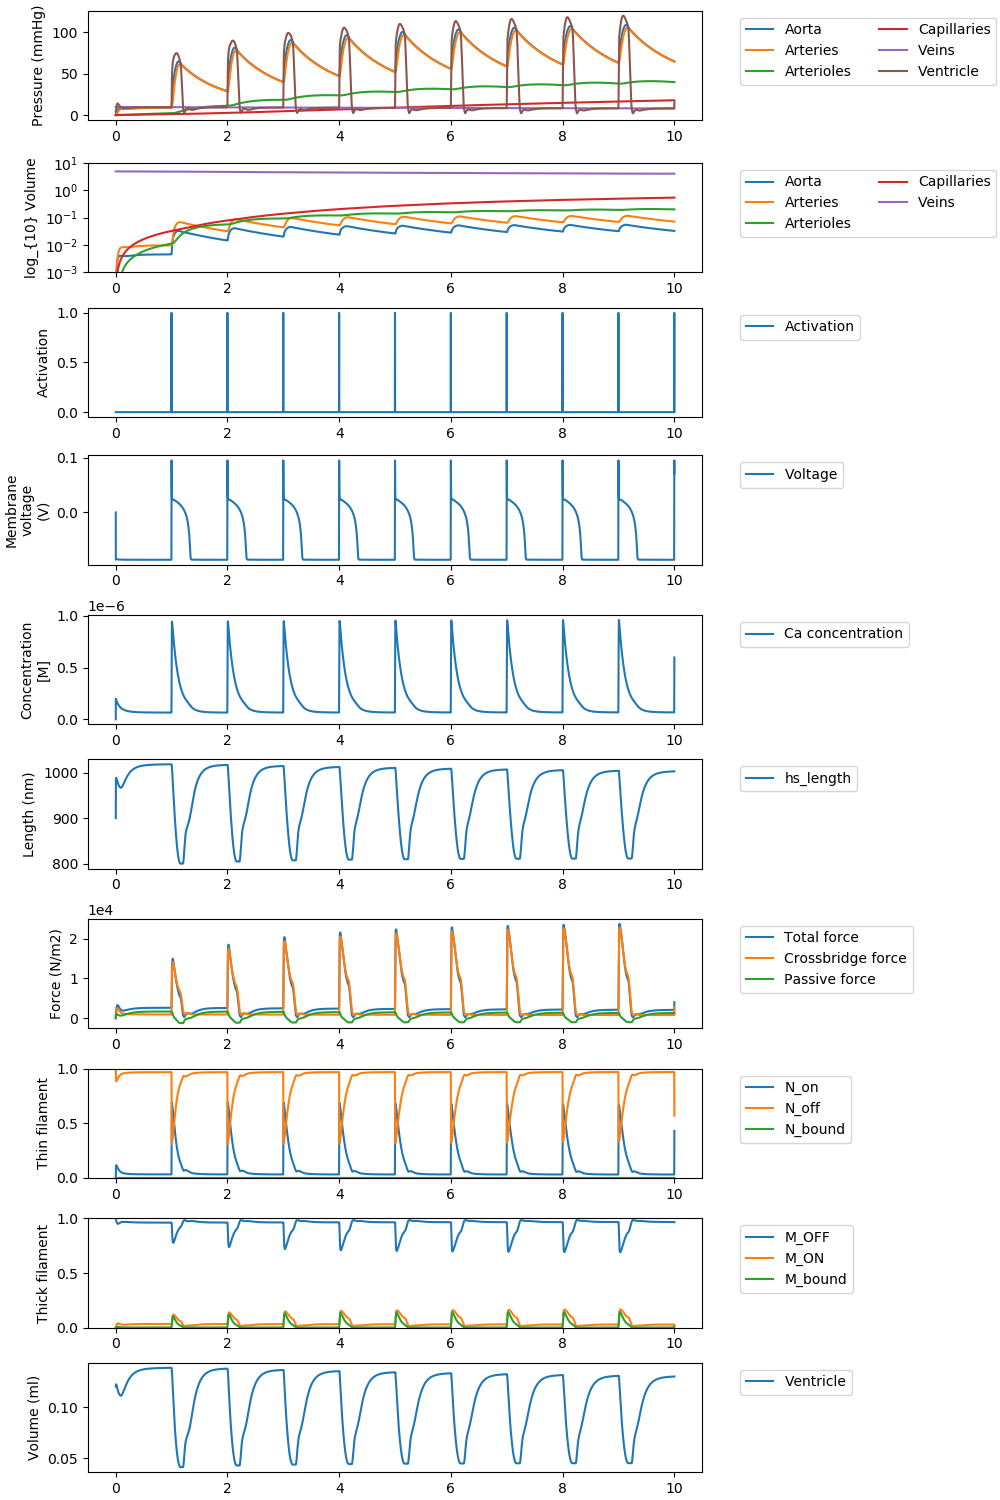 Pressure (mmHg)
100
50
0
0 2 4 6 8 10
Aorta Capillaries
Arteries Veins
Arterioles Ventricle
log_{10} Volume
10^1
10^0
10^−1
10^−2
10^−3
0 2 4 6 8 10
Aorta Capillaries
Arteries Veins
Arterioles
Activation
1.0
0.5
0.0
0 2 4 6 8 10
Activation
Membrane
voltage
(V)
0.1
0.0
0 2 4 6 8 10
Voltage
1e−6
Concentration
[M]
1.0
0.5
0.0
0 2 4 6 8 10
Ca concentration
Length (nm)
1000
900
800
0 2 4 6 8 10
hs_length
1e4
Force (N/m2)
2
1
0
0 2 4 6 8 10
Total force
Crossbridge force
Passive force
Thin filament
1.0
0.5
0.0
0 2 4 6 8 10
N_on
N_off
N_bound
Thick filament
1.0
0.5
0.0
0 2 4 6 8 10
M_OFF
M_ON
M_bound
Volume (ml)
0.10
0.05
0 2 4 6 8 10
Ventricle